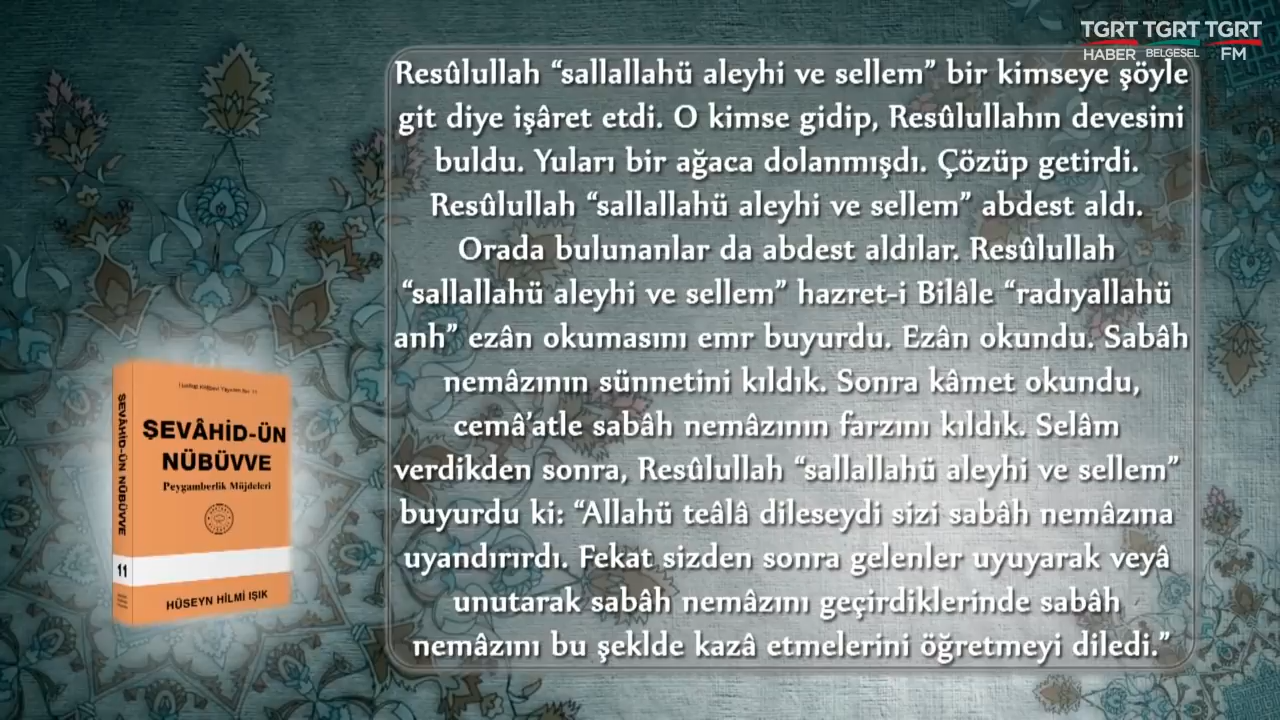 TGRT TGRT TGRT
HABER BELGESEL FM
Resûlullah “sallallahü aleyhi ve sellem” bir kimseye şöyle
git diye işâret etdi. O kimse gidip, Resûlullahın devesini
buldu. Yuları bir ağaca dolanmışdı. Çözüp getirdi.
Resûlullah “sallallahü aleyhi ve sellem” abdest aldı.
Orada bulunanlar da abdest aldılar. Resûlullah
“sallallahü aleyhi ve sellem” hazret-i Bilâle “radıyallahü
anh” ezân okumasını emr buyurdu. Ezân okundu. Sabâh
nemâzının sünnetini kıldık. Sonra kâmet okundu,
cemâ’atle sabâh nemâzının farzını kıldık. Selâm
verdikden sonra, Resûlullah “sallallahü aleyhi ve sellem”
buyurdu ki: “Allahü teâlâ dileseydi sizi sabâh nemâzına
uyandırırdı. Fekat sizden sonra gelenler uyuyarak veyâ
unutarak sabâh nemâzını geçirdiklerinde sabâh
nemâzını bu şeklde kazâ etmelerini öğretmeyi diledi.”
ŞEVÂHİD-ÜN
NÜBÜVVE
Peygamberlik Müjdeleri
HÜSEYN HİLMİ IŞIK
ŞEVÂHİD-ÜN NÜBÜVVE
11